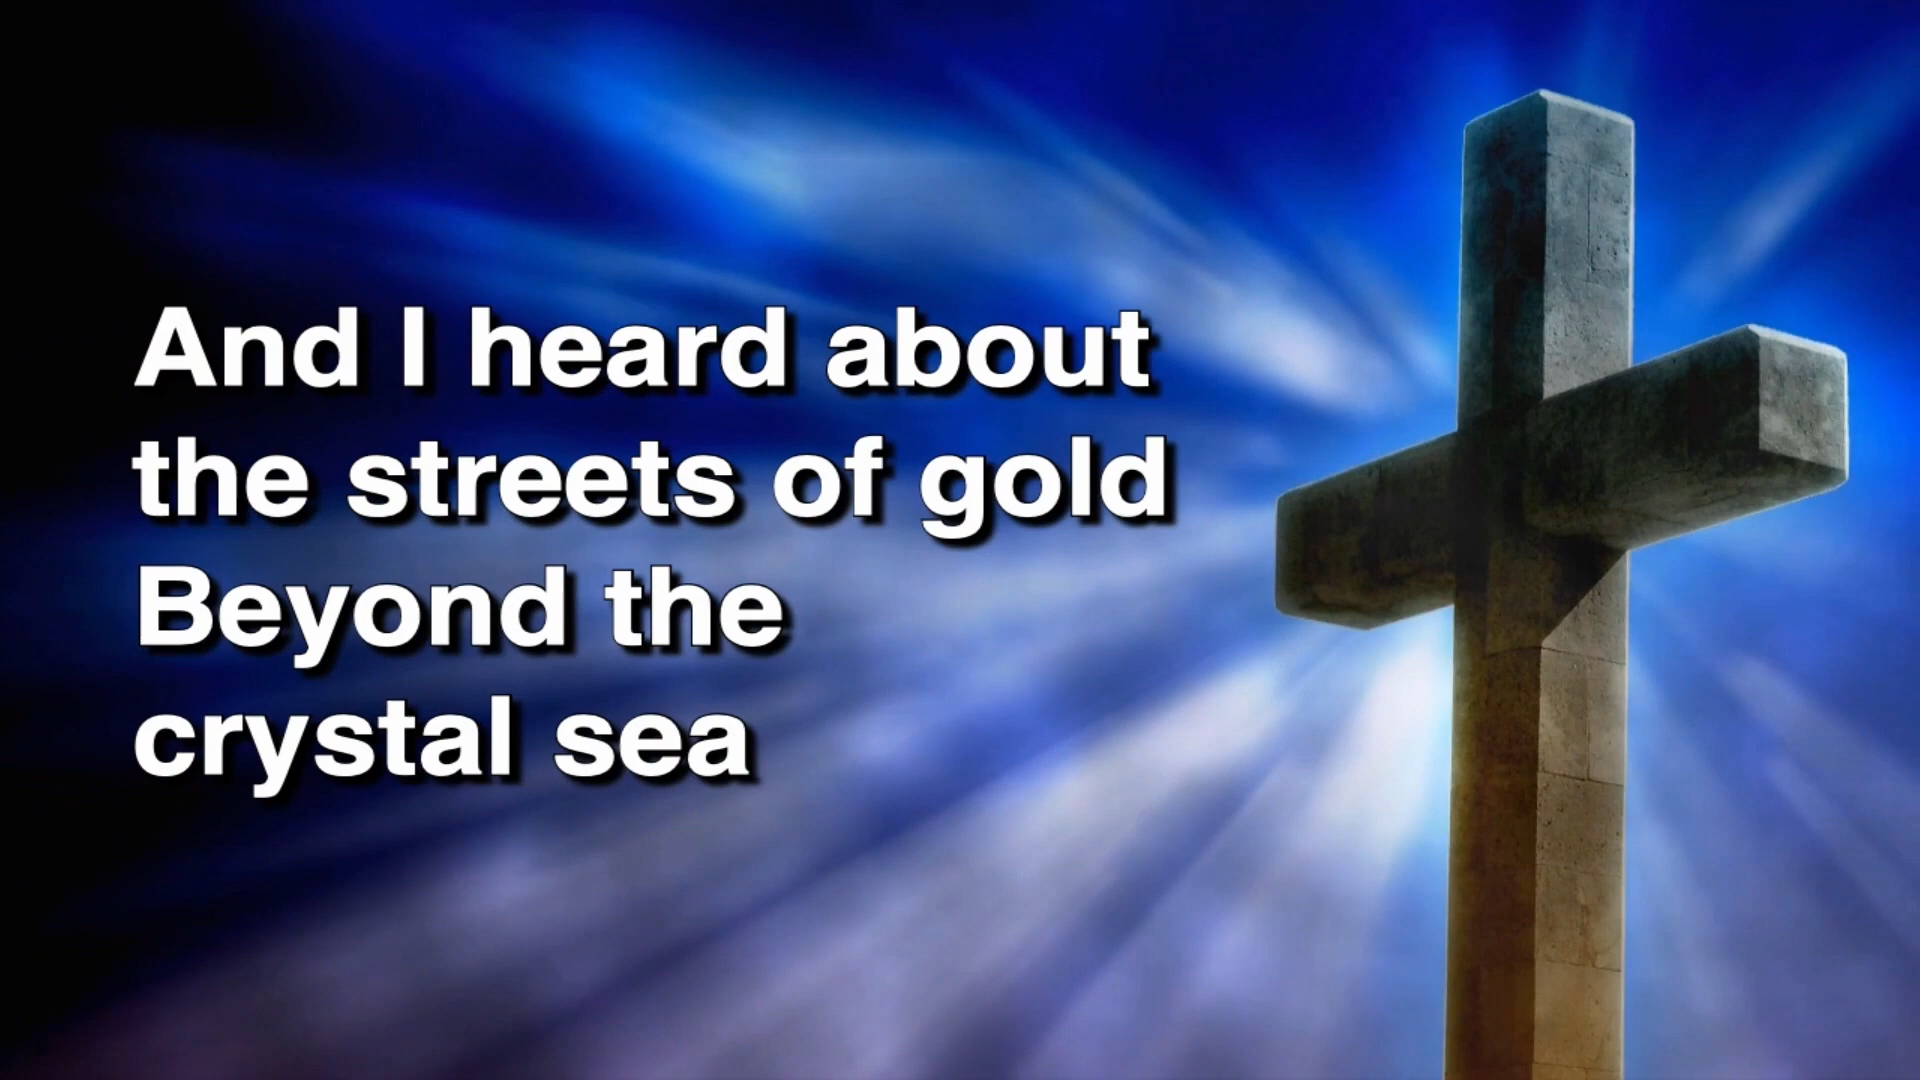 And I heard about
the streets of gold
Beyond the
crystal sea